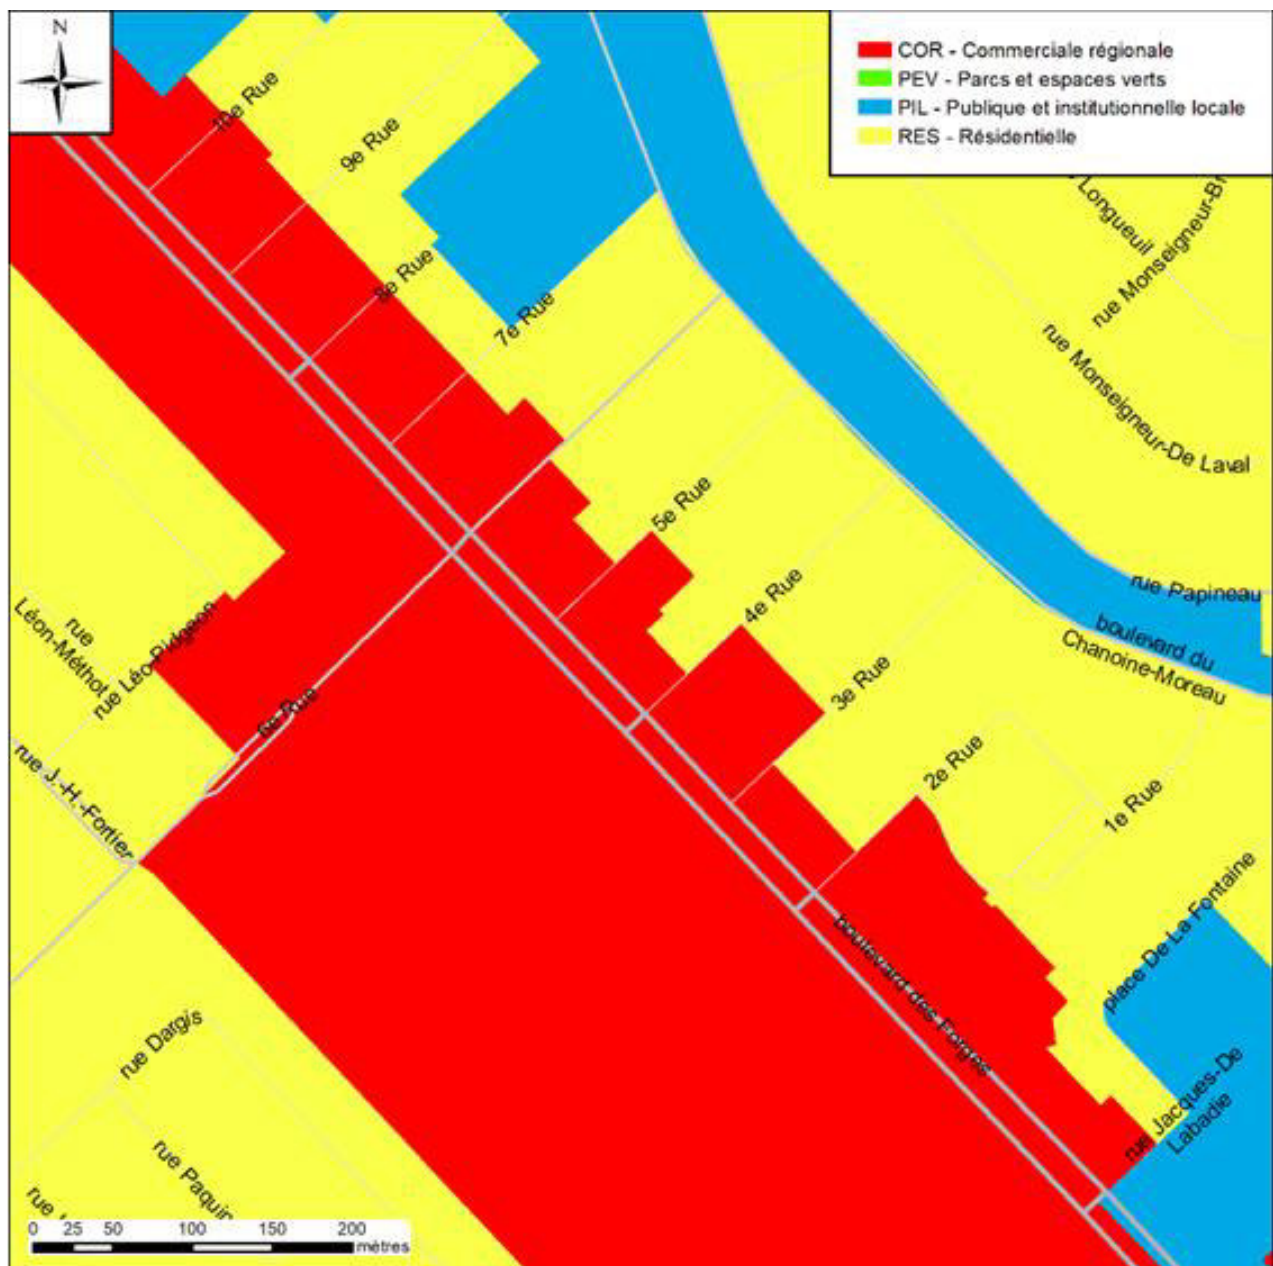 N
COR - Commerciale régionale
PEV - Parcs et espaces verts
PIL - Publique et institutionnelle locale
RES - Résidentielle
10e Rue
9e Rue
8e Rue
7e Rue
Longueuil
rue Monseigneur-B
rue Monseigneur-De Laval
5e Rue
4e Rue
3e Rue
2e Rue
1e Rue
rue Papineau
boulevard du
Chanoine-Moreau
rue
Léon-Méthot
rue Léo-Pidgeon
6e Rue
rue J.-H.-Fortier
boulevard des Forges
place De La Fontaine
rue Jacques-De
Labadie
rue Dargis
rue Paquin
rue
0 25 50 100 150 200
mètres